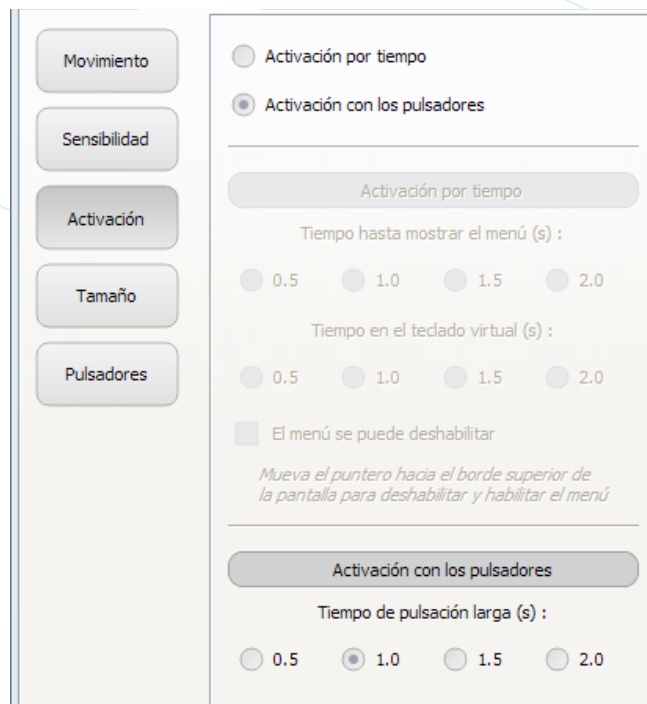 Movimiento
Sensibilidad
Activación
Tamaño
Pulsadores
Activación por tiempo
Activación con los pulsadores
Activación por tiempo
Tiempo hasta mostrar el menú (s) :
0.5 1.0 1.5 2.0
Tiempo en el teclado virtual (s) :
0.5 1.0 1.5 2.0
El menú se puede deshabilitar
Mueva el puntero hacia el borde superior de
la pantalla para deshabilitar y habilitar el menú
Activación con los pulsadores
Tiempo de pulsación larga (s) :
0.5 1.0 1.5 2.0